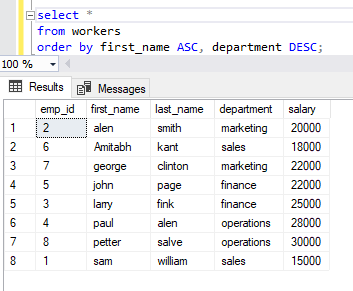 select *
from workers
order by first_name ASC, department DESC;
100 %
Results Messages
emp_id first_name last_name department salary
1 2 alen smith marketing 20000
2 6 Amitabh kant sales 18000
3 7 george clinton marketing 22000
4 5 john page finance 22000
5 3 larry fink finance 25000
6 4 paul alen operations 28000
7 8 petter salve operations 30000
8 1 sam william sales 15000